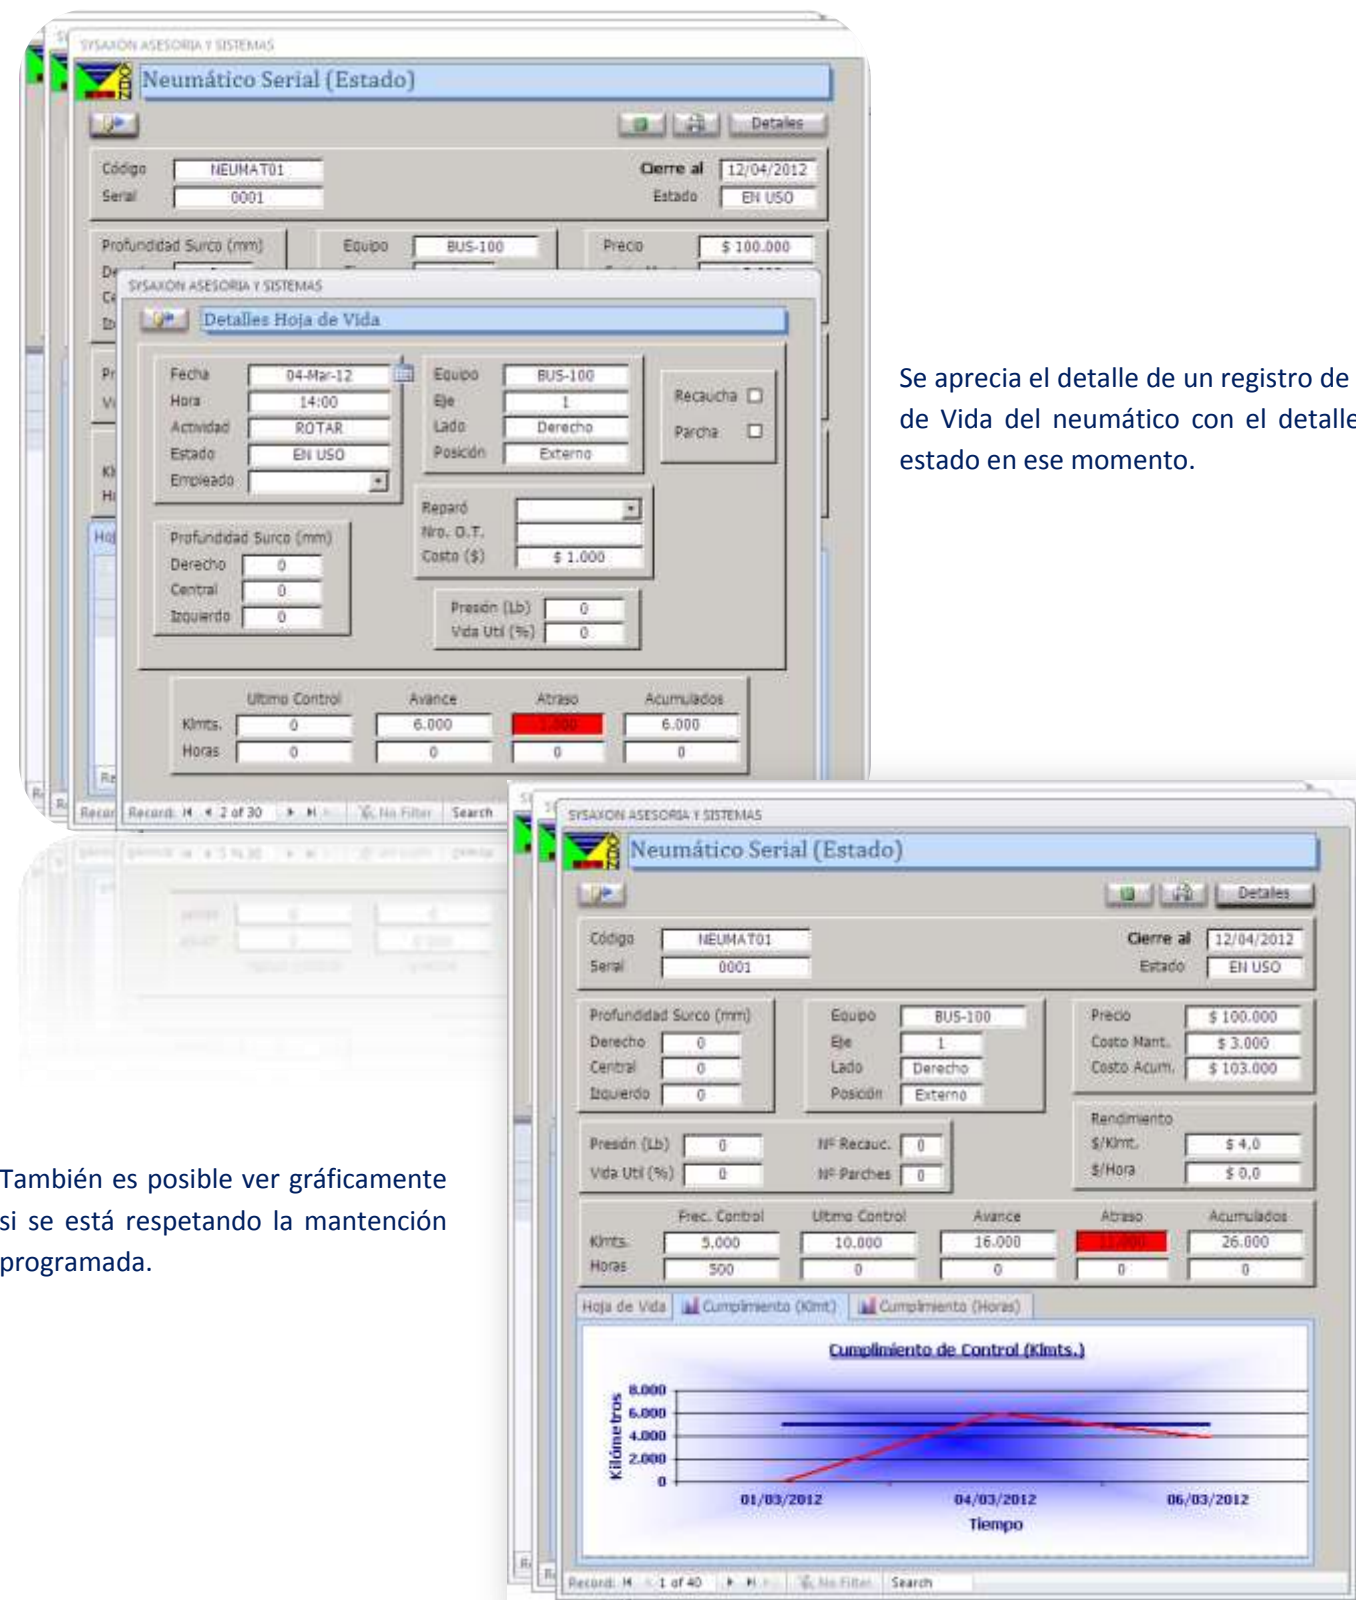 SYSAXON ASESORIA Y SISTEMAS
Neumático Serial (Estado)
Detalles
Código NEUMAT01 Cierre al 12/04/2012
Serial 0001 Estado EN USO
Profundidad Surco (mm) Equipo BUS-100 Precio $ 100.000
SYSAXON ASESORIA Y SISTEMAS
Detalles Hoja de Vida
Fecha 04-Mar-12 Equipo BUS-100
Hora 14:00 Eje 1 Recaucha
Actividad ROTAR Lado Derecho Parcha
Estado EN USO Posición Externo
Empleado
Reparó
Nro. O.T.
Costo ($) $ 1.000
Profundidad Surco (mm)
Derecho 0
Central 0
Izquierdo 0
Presión (Lb) 0
Vida Util (%) 0
Ultimo Control Avance Atraso Acumulados
Klmts. 0 6.000 1.000 6.000
Horas 0 0 0 0
Record: 2 of 30 No Filter Search
Se aprecia el detalle de un registro de
de Vida del neumático con el detalle
estado en ese momento.
SYSAXON ASESORIA Y SISTEMAS
Neumático Serial (Estado)
Detalles
Código NEUMAT01 Cierre al 12/04/2012
Serial 0001 Estado EN USO
Profundidad Surco (mm) Equipo BUS-100 Precio $ 100.000
Derecho 0 Eje 1 Costo Mant. $ 3.000
Central 0 Lado Derecho Costo Acum. $ 103.000
Izquierdo 0 Posición Externo
Rendimiento
Presión (Lb) 0 Nº Recauc. 0 $/Klmt. $ 4,0
Vida Util (%) 0 Nº Parches 0 $/Hora $ 0,0
Frec. Control Ultimo Control Avance Atraso Acumulados
Klmts. 5.000 10.000 16.000 11.000 26.000
Horas 500 0 0 0 0
Hoja de Vida Cumplimiento (Klmt) Cumplimiento (Horas)
Cumplimiento de Control (Klmts.)
Kilómetros
8.000
6.000
4.000
2.000
0
01/03/2012 04/03/2012 06/03/2012
Tiempo
Record: 1 of 40 No Filter Search
También es posible ver gráficamente
si se está respetando la mantención
programada.